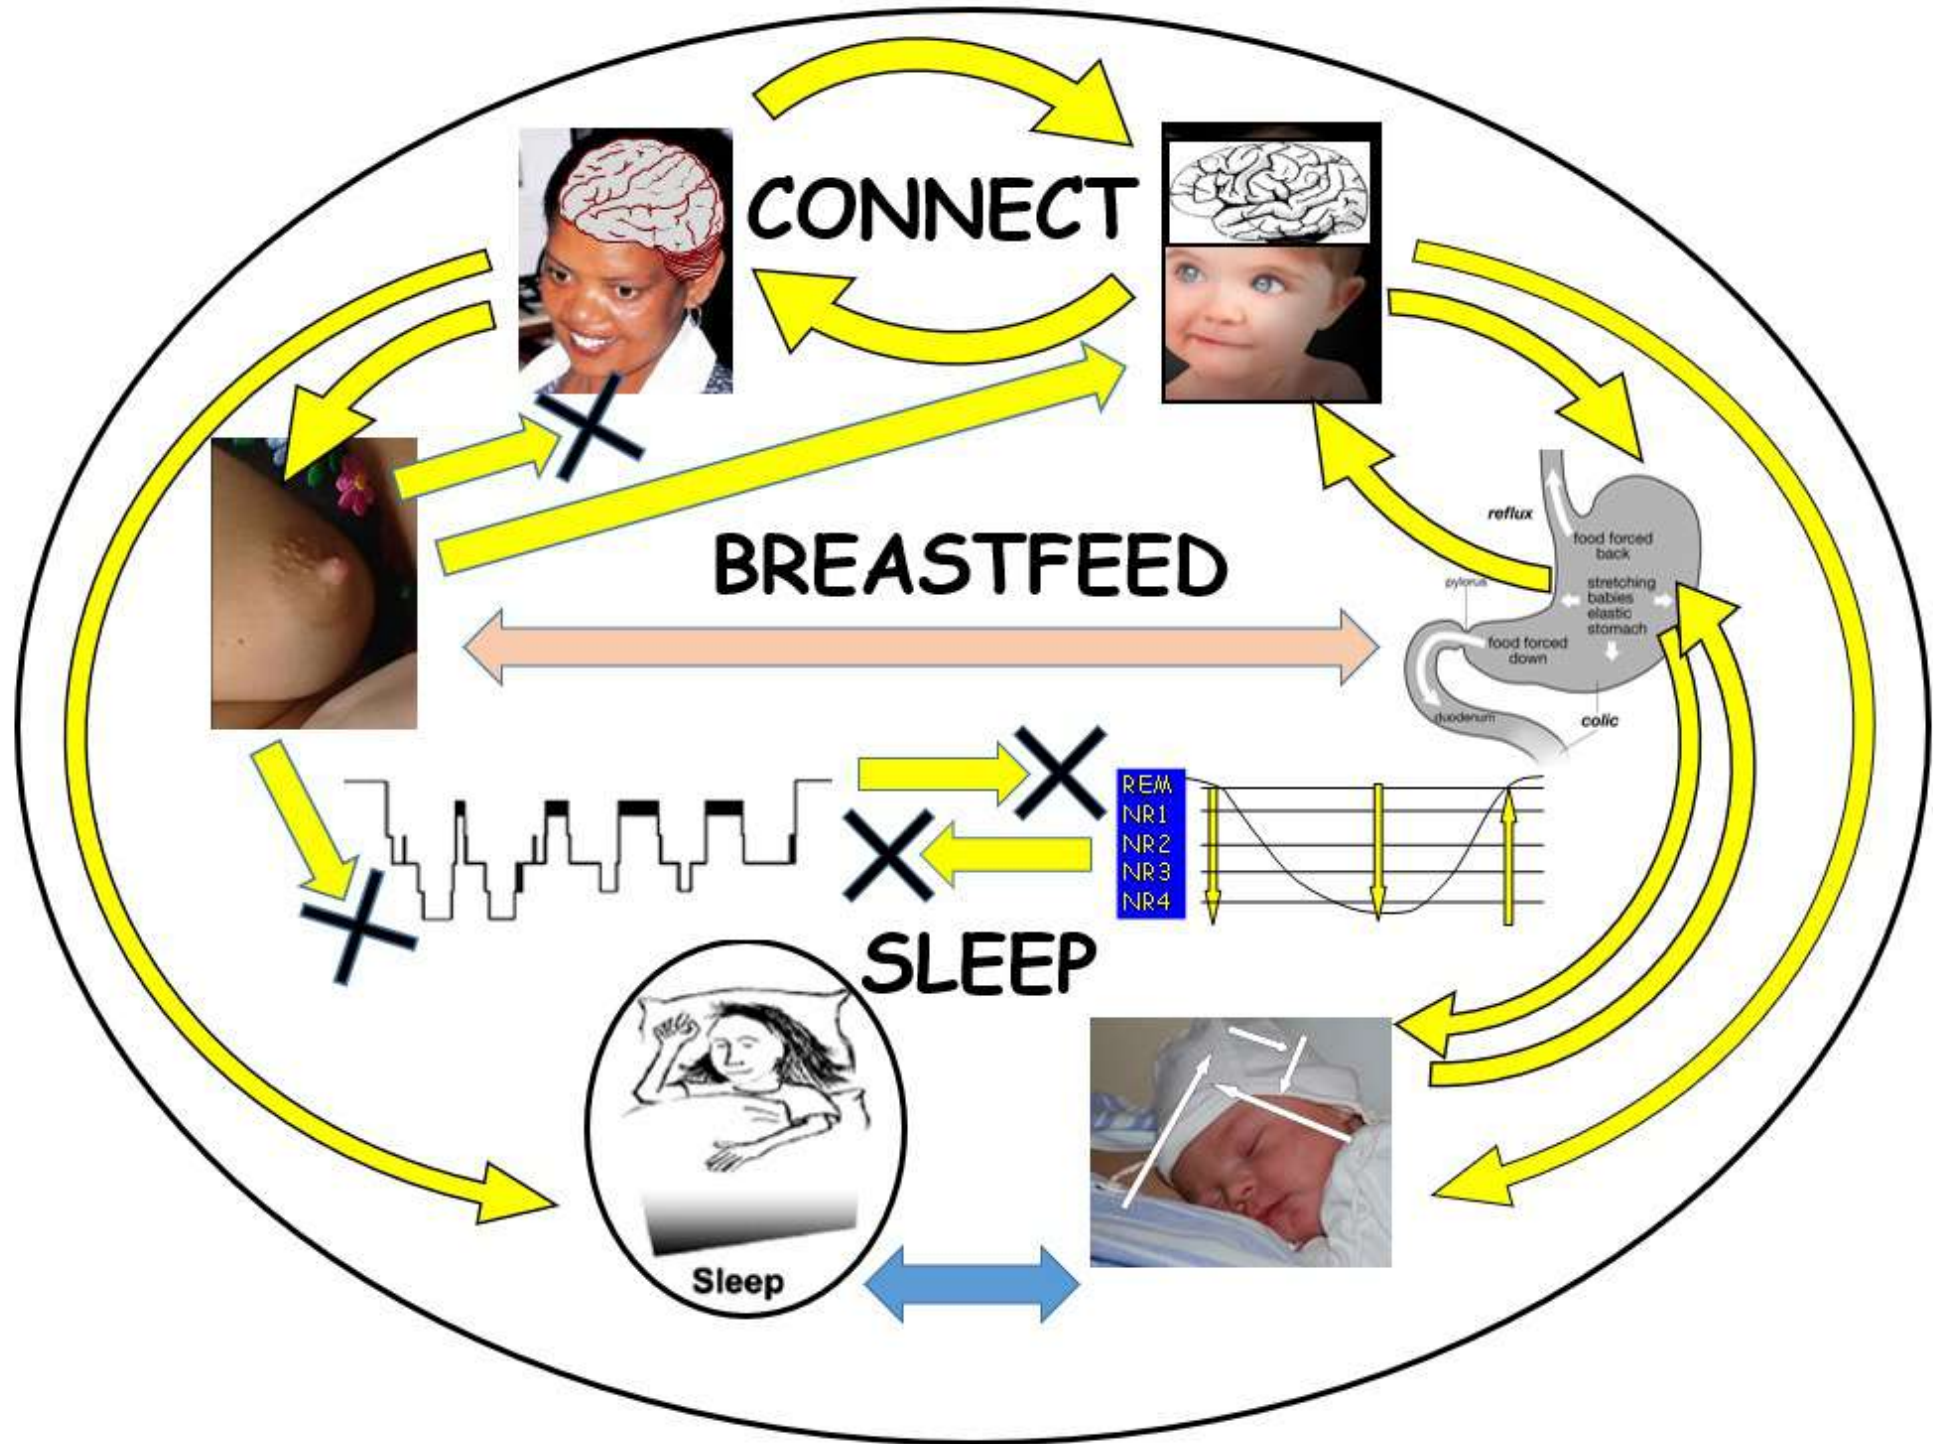 CONNECT
reflux
food forced
back
pylorus
stretching
babies
elastic
stomach
BREASTFEED
food forced
down
duodenum
colic
REM
NR1
NR2
NR3
NR4
SLEEP
Sleep